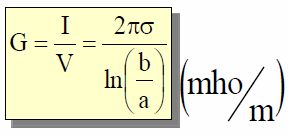 G = I/V = 2πσ / ln(b/a) (mho/m)